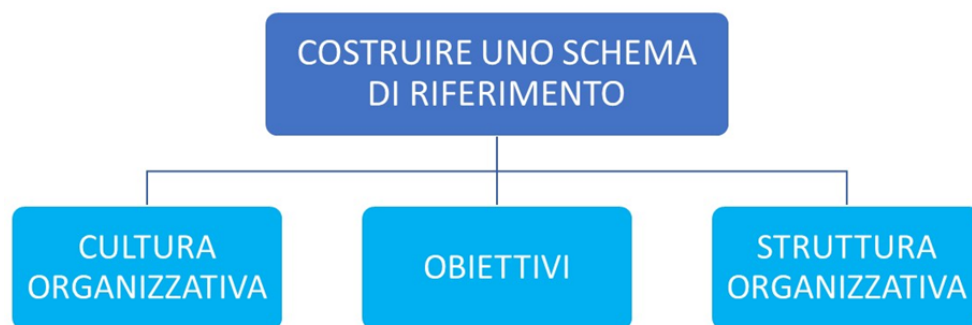 COSTRUIRE UNO SCHEMA
DI RIFERIMENTO
CULTURA
ORGANIZZATIVA
OBIETTIVI
STRUTTURA
ORGANIZZATIVA